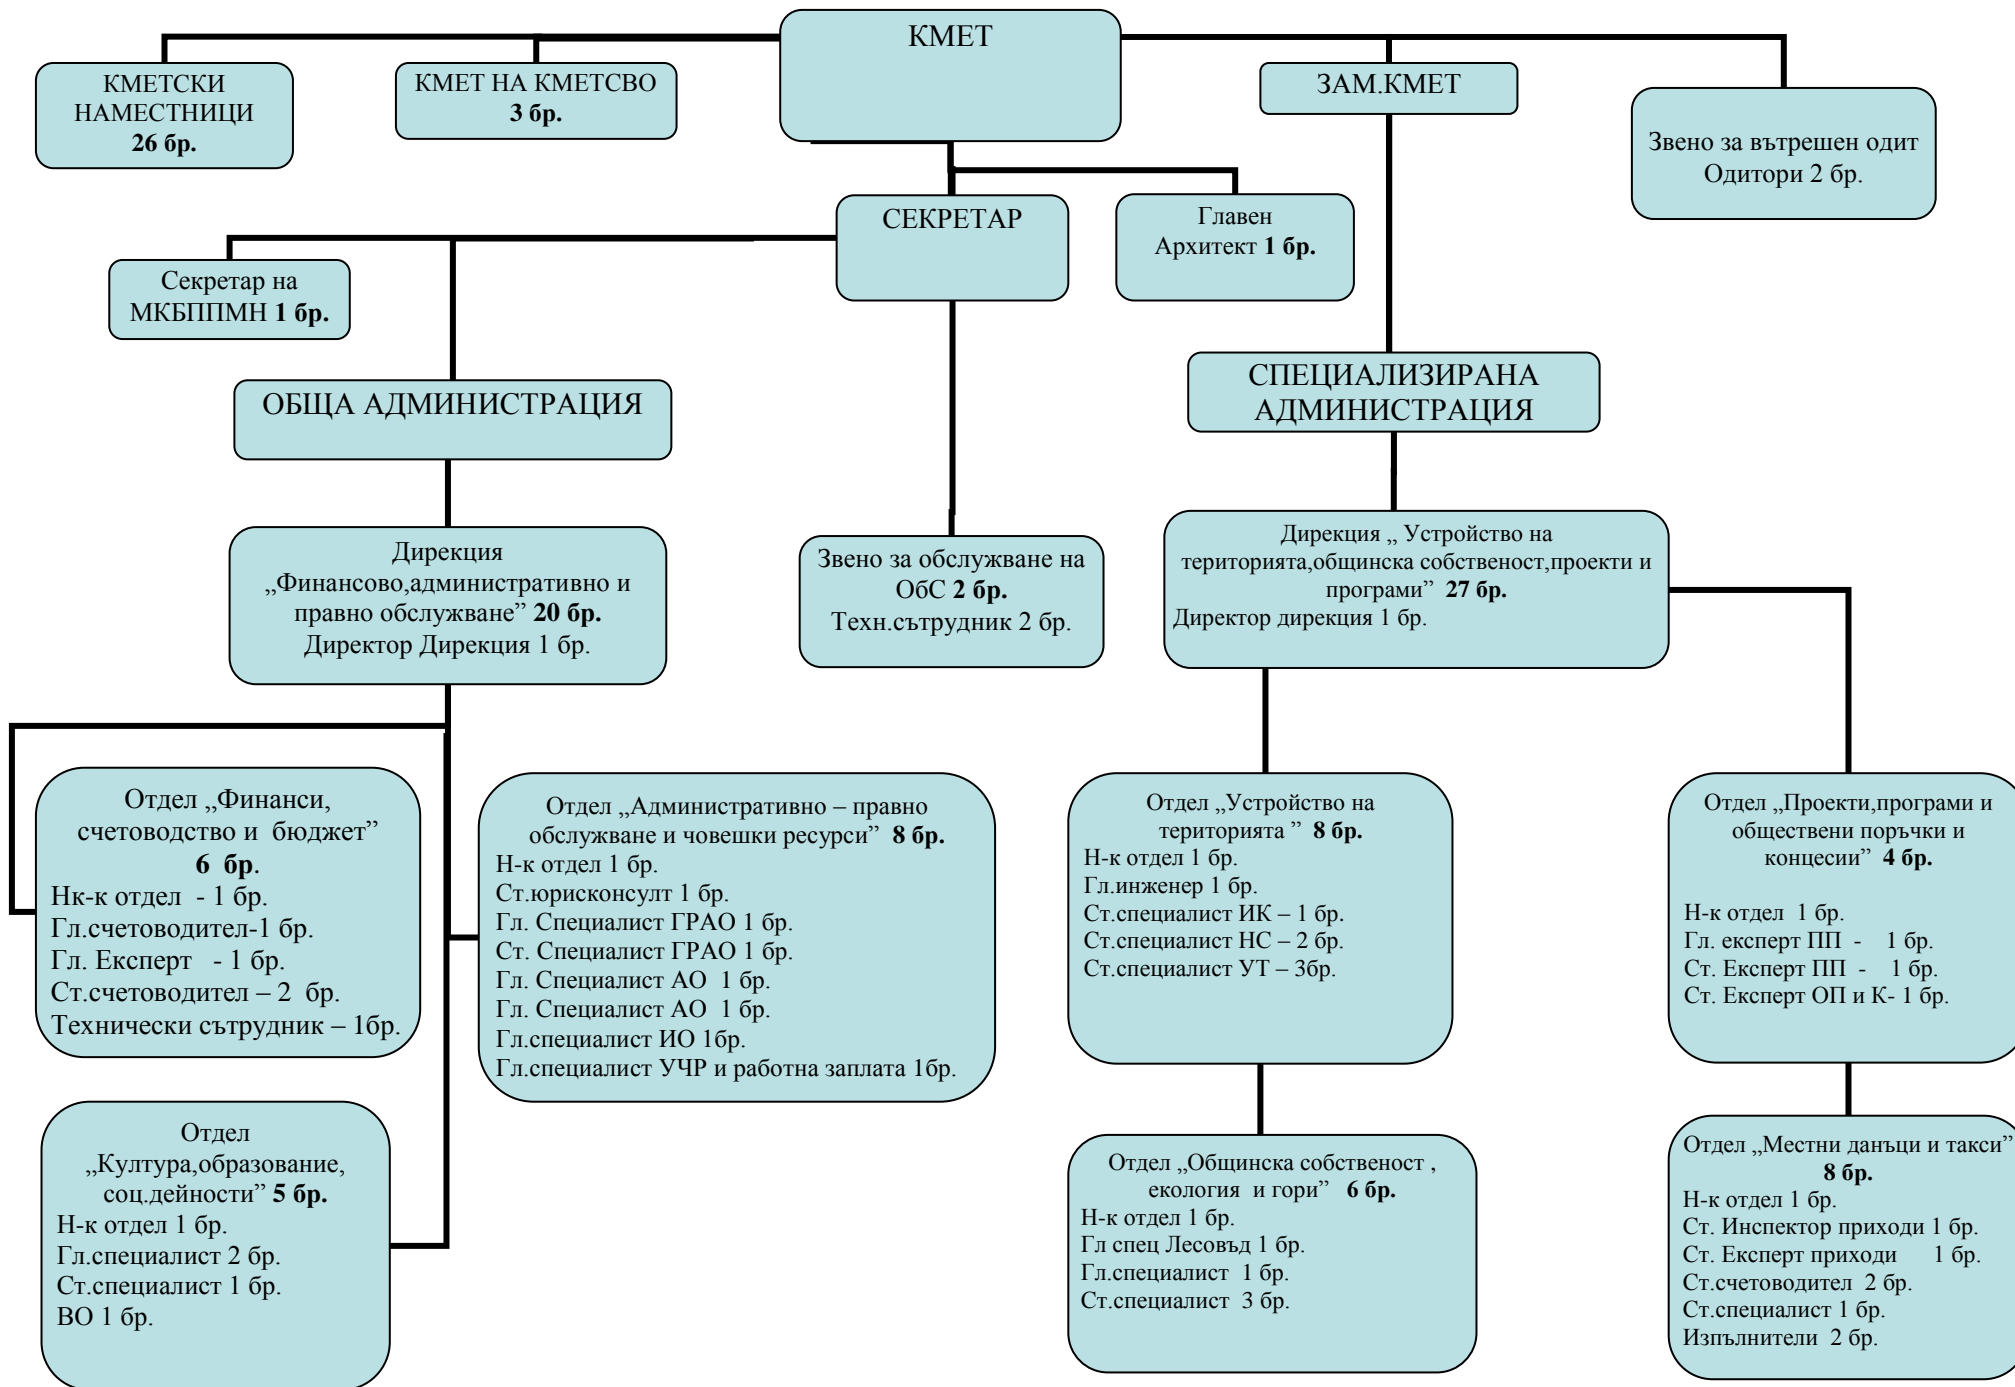 КМЕТ
КМЕТСКИ
НАМЕСТНИЦИ
26 бр.
КМЕТ НА КМЕТСВО
3 бр.
ЗАМ.КМЕТ
Звено за вътрешен одит
Одитори 2 бр.
СЕКРЕТАР
Главен
Архитект 1 бр.
Секретар на
МКБППМН 1 бр.
ОБЩА АДМИНИСТРАЦИЯ
СПЕЦИАЛИЗИРАНА
АДМИНИСТРАЦИЯ
Дирекция
„Финансово,административно и
правно обслужване” 20 бр.
Директор Дирекция 1 бр.
Звено за обслужване на
ОбС 2 бр.
Техн.сътрудник 2 бр.
Дирекция „ Устройство на
територията,общинска собственост,проекти и
програми” 27 бр.
Директор дирекция 1 бр.
Отдел „Финанси,
счетоводство и бюджет”
6 бр.
Нк-к отдел - 1 бр.
Гл.счетоводител-1 бр.
Гл. Експерт - 1 бр.
Ст.счетоводител – 2 бр.
Технически сътрудник – 1бр.
Отдел „Административно – правно
обслужване и човешки ресурси” 8 бр.
Н-к отдел 1 бр.
Ст.юрисконсулт 1 бр.
Гл. Специалист ГРАО 1 бр.
Ст. Специалист ГРАО 1 бр.
Гл. Специалист АО 1 бр.
Гл. Специалист АО 1 бр.
Гл.специалист ИО 1бр.
Гл.специалист УЧР и работна заплата 1бр.
Отдел „Устройство на
територията ” 8 бр.
Н-к отдел 1 бр.
Гл.инженер 1 бр.
Ст.специалист ИК – 1 бр.
Ст.специалист НС – 2 бр.
Ст.специалист УТ – 3бр.
Отдел „Проекти,програми и
обществени поръчки и
концесии” 4 бр.
Н-к отдел 1 бр.
Гл. експерт ПП - 1 бр.
Ст. Експерт ПП - 1 бр.
Ст. Експерт ОП и К- 1 бр.
Отдел
„Култура,образование,
соц.дейности” 5 бр.
Н-к отдел 1 бр.
Гл.специалист 2 бр.
Ст.специалист 1 бр.
ВО 1 бр.
Отдел „Общинска собственост ,
екология и гори” 6 бр.
Н-к отдел 1 бр.
Гл спец Лесовъд 1 бр.
Гл.специалист 1 бр.
Ст.специалист 3 бр.
Отдел „Местни данъци и такси”
8 бр.
Н-к отдел 1 бр.
Ст. Инспектор приходи 1 бр.
Ст. Експерт приходи 1 бр.
Ст.счетоводител 2 бр.
Ст.специалист 1 бр.
Изпълнители 2 бр.